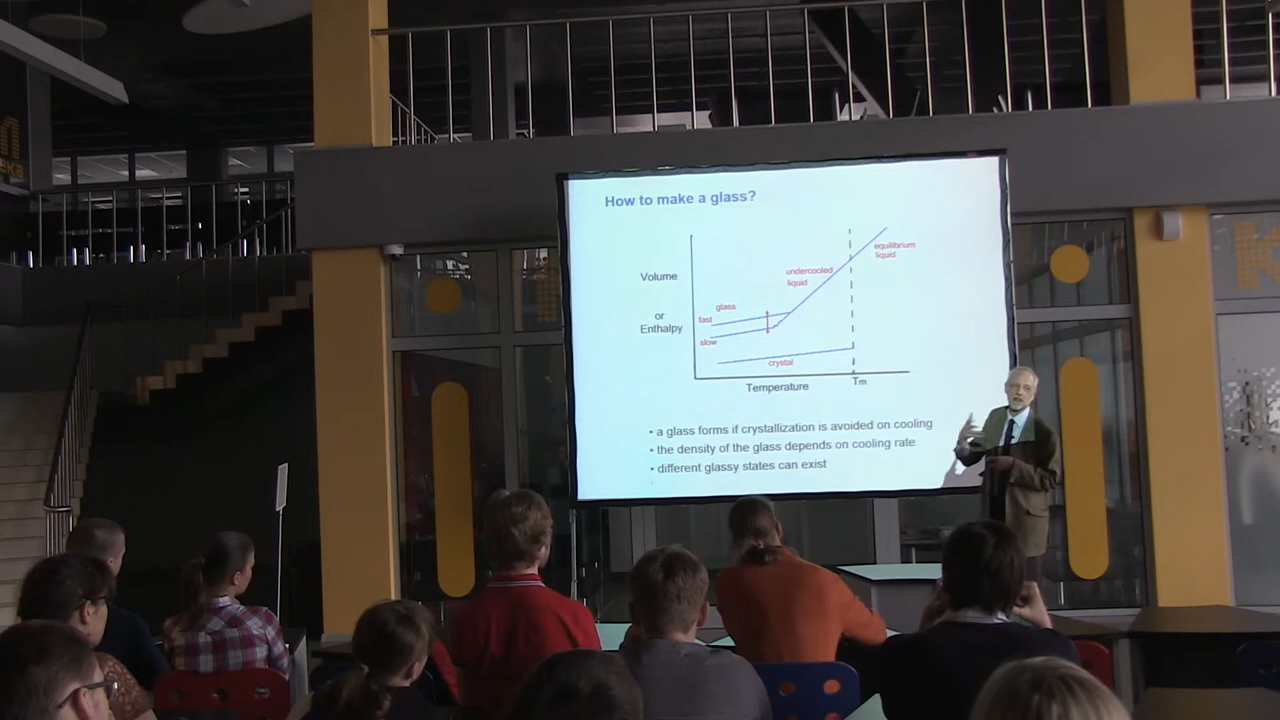 How to make a glass?
Volume
or
Enthalpy
equilibrium
liquid
undercooled
liquid
glass
fast
slow
crystal
Temperature
Tm
• a glass forms if crystallization is avoided on cooling
• the density of the glass depends on cooling rate
• different glassy states can exist